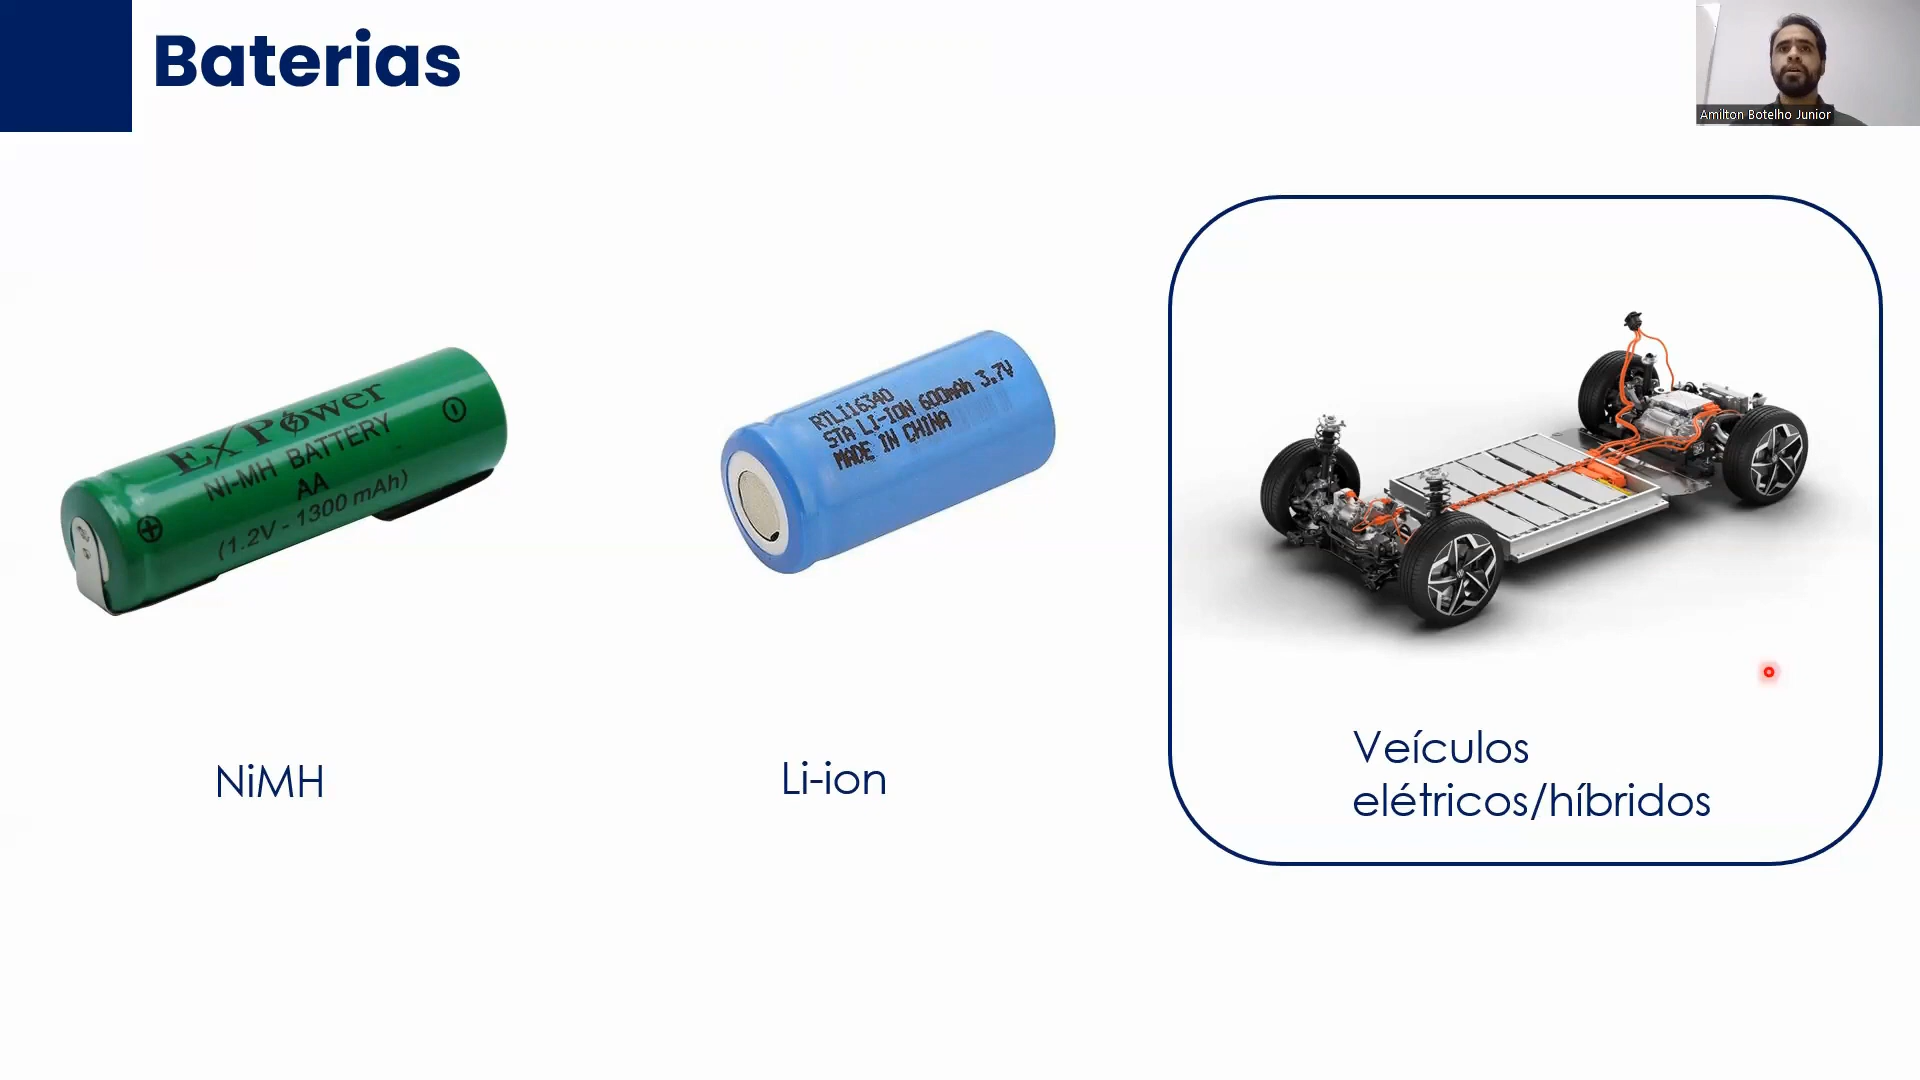 Baterias
Amilton Botelho Junior
ExPower
NI-MH BATTERY
AA
(1.2V - 1300 mAh)
RTLI16340
STA LI-ION 600mAh 3.7V
MADE IN CHINA
NiMH
Li-ion
Veículos
elétricos/híbridos